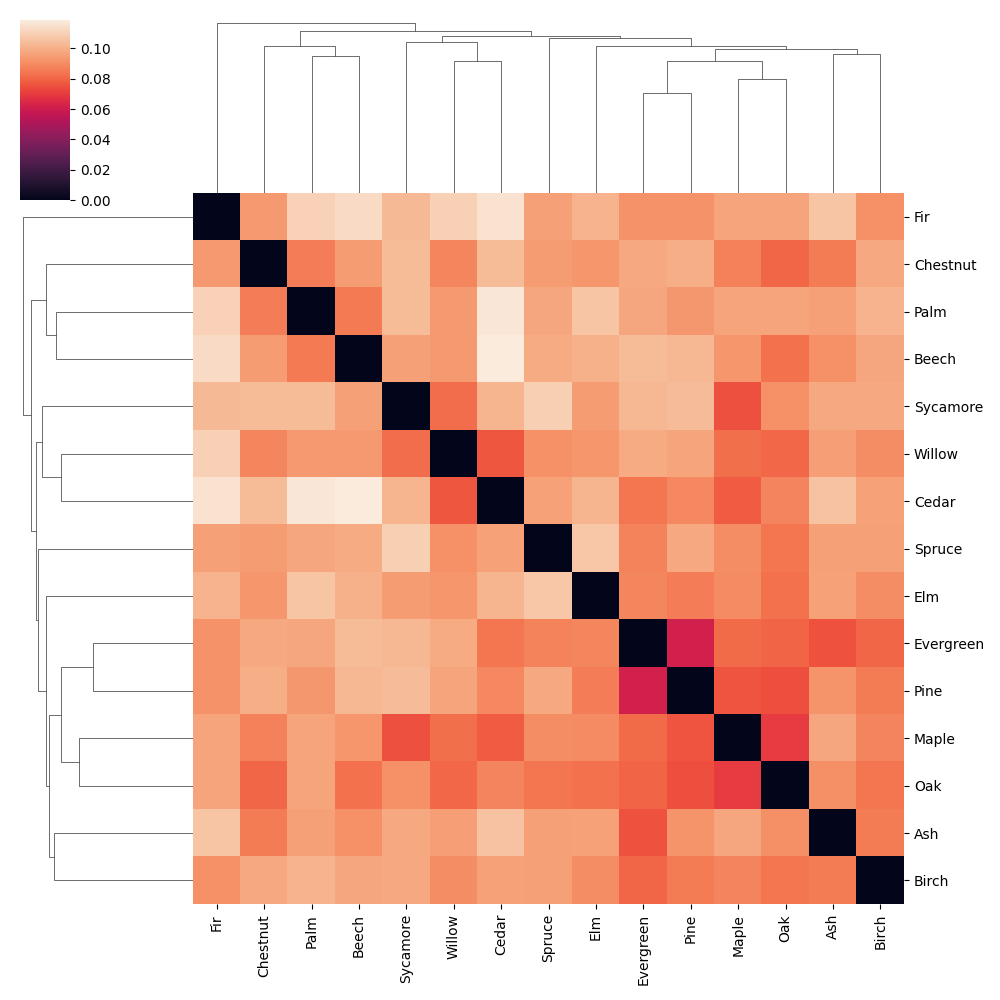 0.10
0.08
0.06
0.04
0.02
0.00
Fir
Chestnut
Palm
Beech
Sycamore
Willow
Cedar
Spruce
Elm
Evergreen
Pine
Maple
Oak
Ash
Birch
Fir
Chestnut
Palm
Beech
Sycamore
Willow
Cedar
Spruce
Elm
Evergreen
Pine
Maple
Oak
Ash
Birch